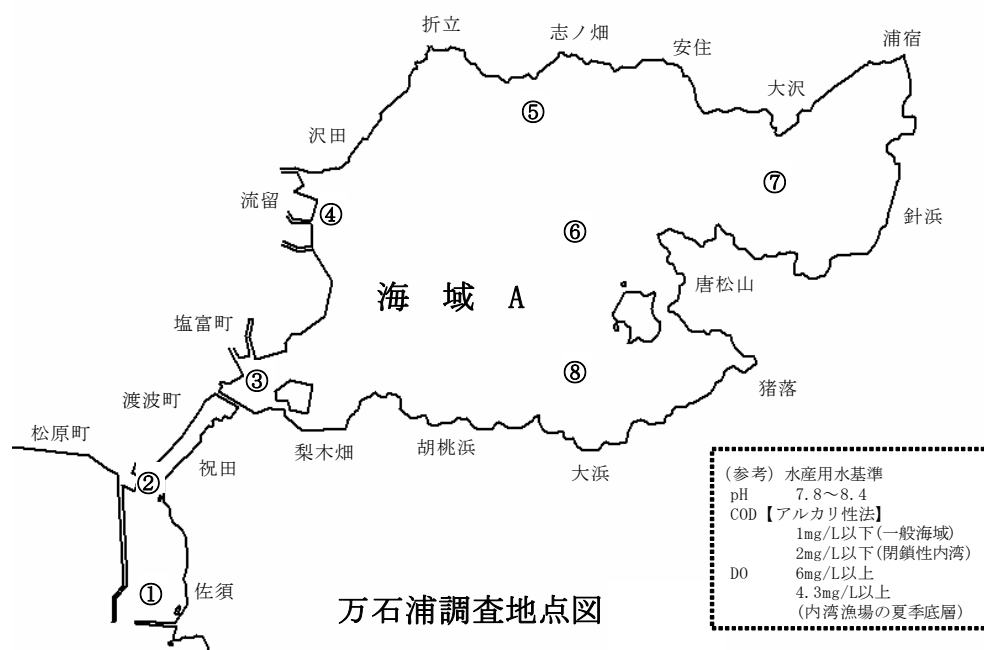 折立
志ノ畑
安住
浦宿
大沢
⑤
沢田
⑦
流留
④
⑥
針浜
唐松山
海 域 A
塩富町
③
⑧
猪落
渡波町
松原町
梨木畑
胡桃浜
大浜
祝田
②
①
佐須
万石浦調査地点図
(参考) 水産用水基準
pH 7.8～8.4
COD【アルカリ性法】
1mg/L以下(一般海域)
2mg/L以下(閉鎖性内湾)
DO 6mg/L以上
4.3mg/L以上
(内湾漁場の夏季底層)